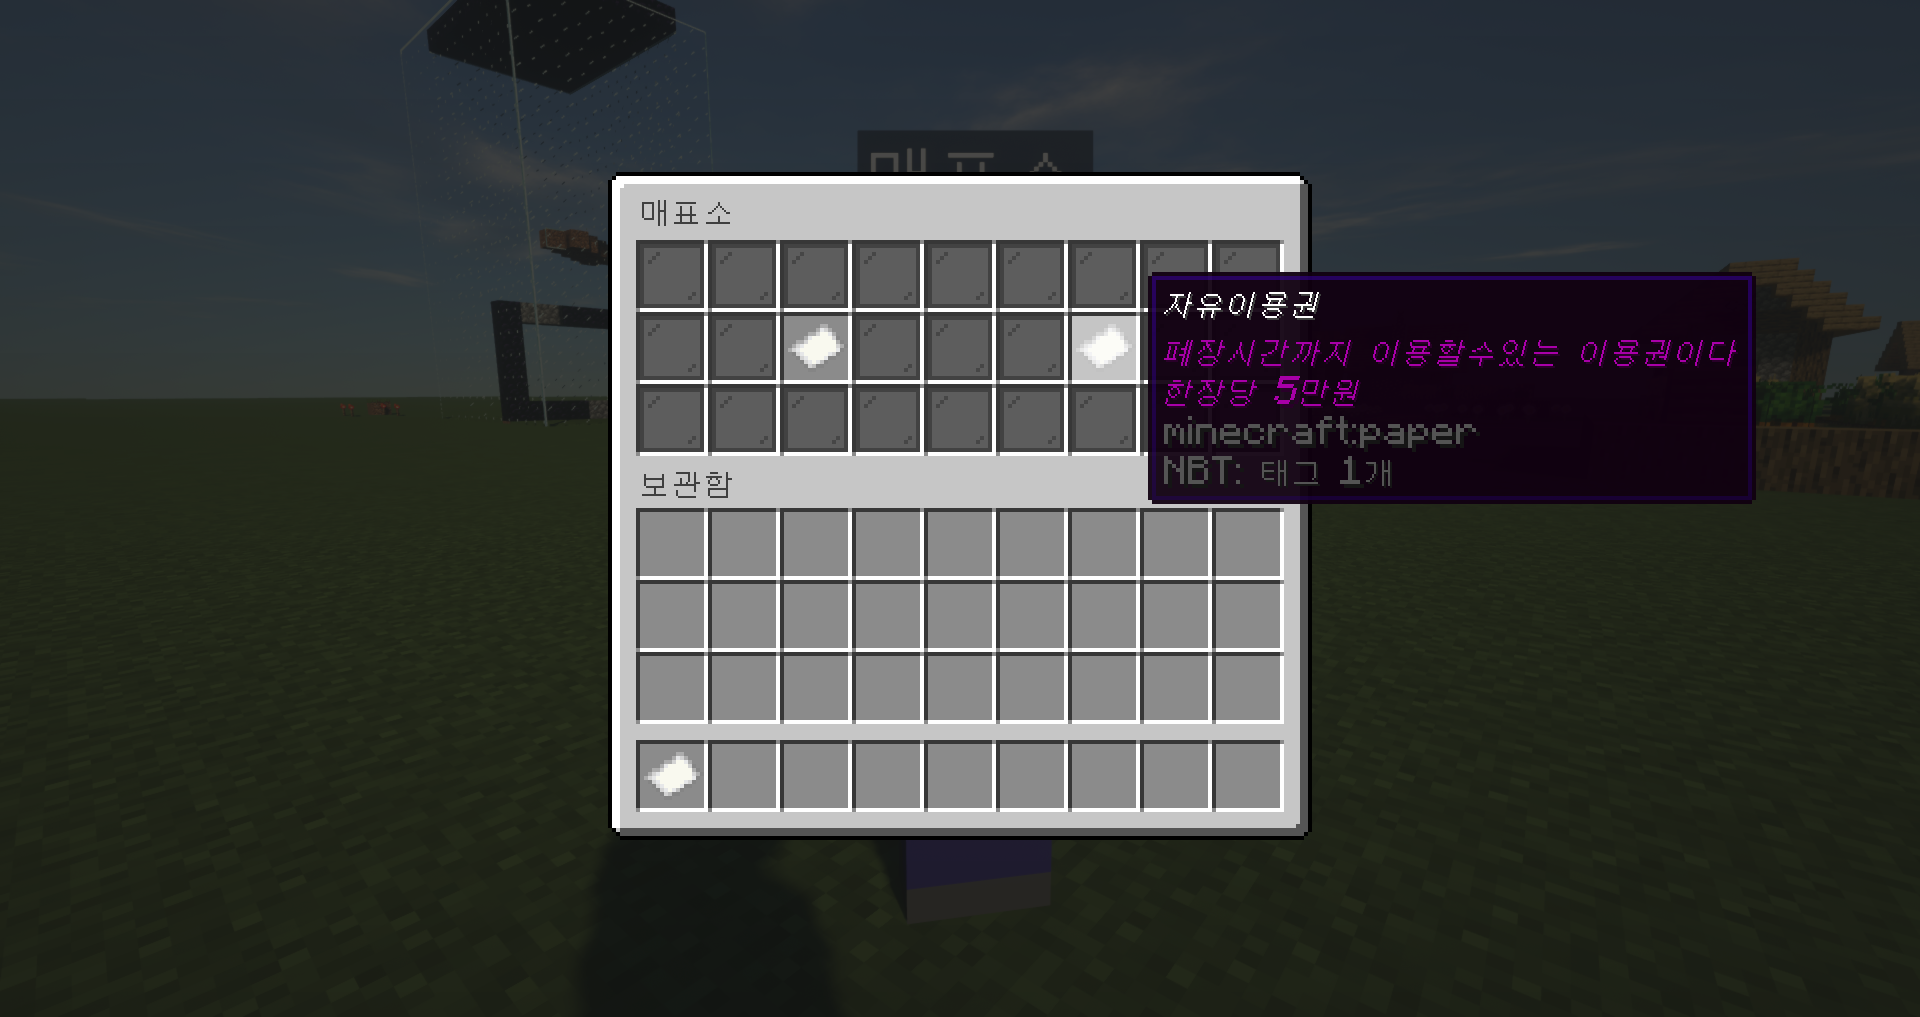 매표소
매표소
자유이용권
폐장시간까지 이용할수있는 이용권이다
한장당 5만원
minecraft:paper
NBT: 태그 1개
보관함